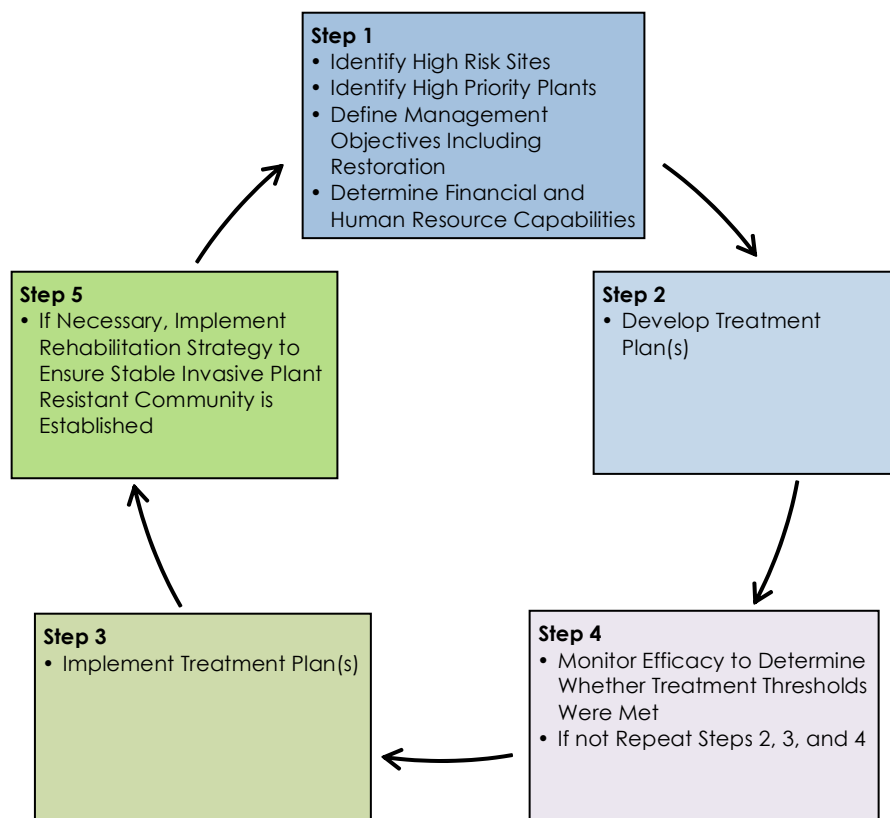 Step 1
• Identify High Risk Sites
• Identify High Priority Plants
• Define Management
Objectives Including
Restoration
• Determine Financial and
Human Resource Capabilities
Step 2
• Develop Treatment
Plan(s)
Step 4
• Monitor Efficacy to Determine
Whether Treatment Thresholds
Were Met
• If not Repeat Steps 2, 3, and 4
Step 3
• Implement Treatment Plan(s)
Step 5
• If Necessary, Implement
Rehabilitation Strategy to
Ensure Stable Invasive Plant
Resistant Community is
Established